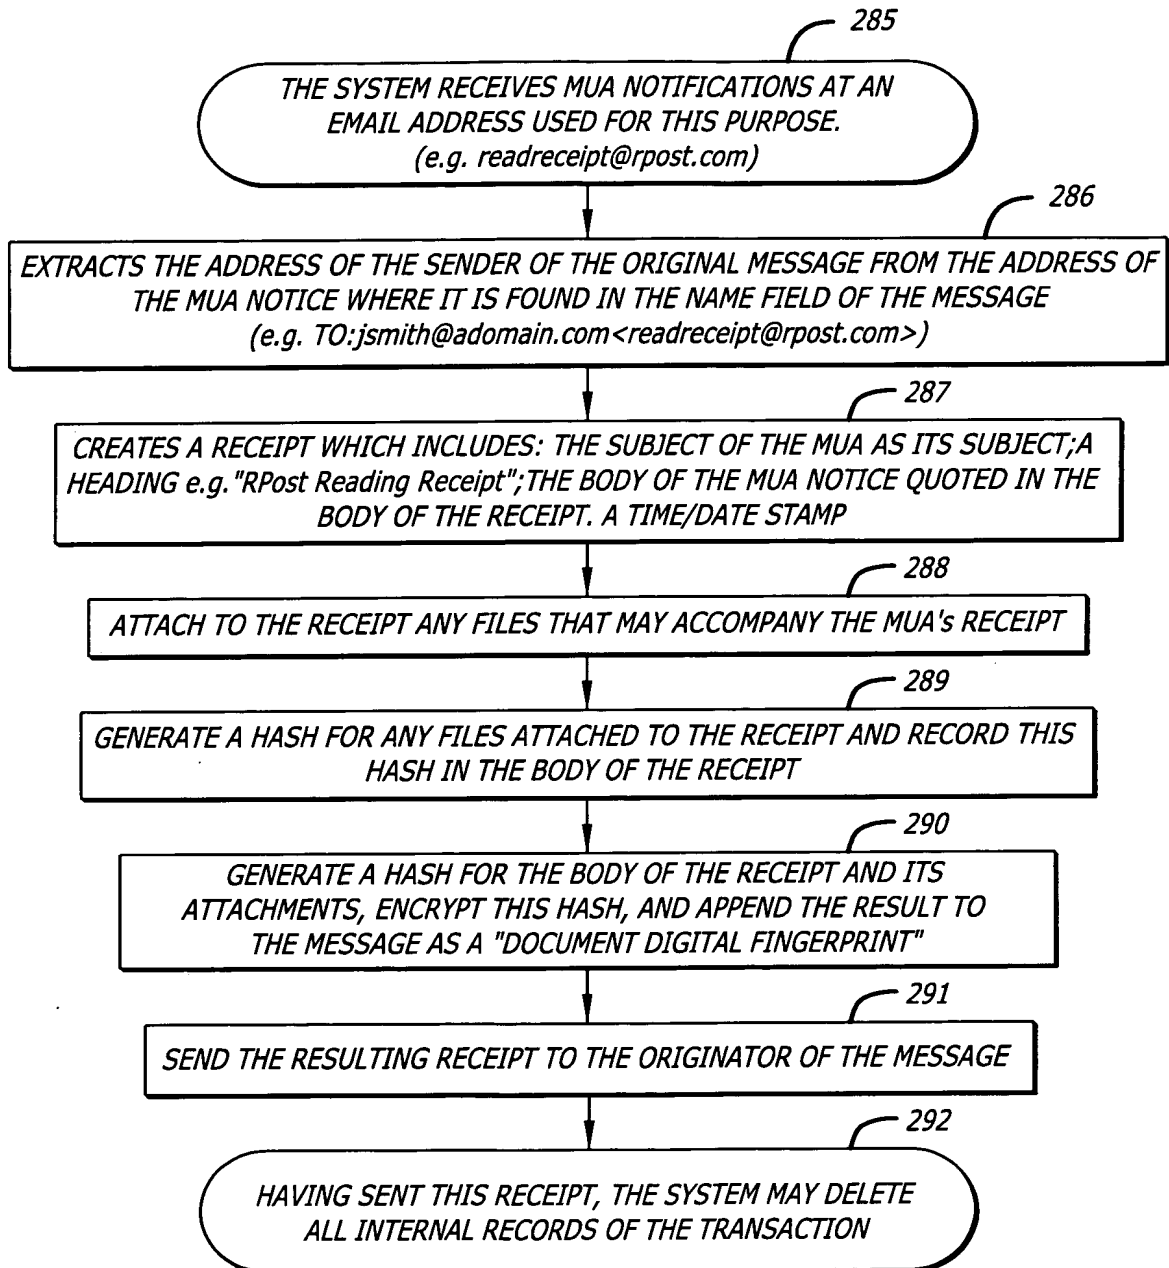 285
THE SYSTEM RECEIVES MUA NOTIFICATIONS AT AN
EMAIL ADDRESS USED FOR THIS PURPOSE.
(e.g. readreceipt@rpost.com)
286
EXTRACTS THE ADDRESS OF THE SENDER OF THE ORIGINAL MESSAGE FROM THE ADDRESS OF
THE MUA NOTICE WHERE IT IS FOUND IN THE NAME FIELD OF THE MESSAGE
(e.g. TO:jsmith@adomain.com<readreceipt@rpost.com>)
287
CREATES A RECEIPT WHICH INCLUDES: THE SUBJECT OF THE MUA AS ITS SUBJECT;A
HEADING e.g."RPost Reading Receipt";THE BODY OF THE MUA NOTICE QUOTED IN THE
BODY OF THE RECEIPT. A TIME/DATE STAMP
288
ATTACH TO THE RECEIPT ANY FILES THAT MAY ACCOMPANY THE MUA's RECEIPT
289
GENERATE A HASH FOR ANY FILES ATTACHED TO THE RECEIPT AND RECORD THIS
HASH IN THE BODY OF THE RECEIPT
290
GENERATE A HASH FOR THE BODY OF THE RECEIPT AND ITS
ATTACHMENTS, ENCRYPT THIS HASH, AND APPEND THE RESULT TO
THE MESSAGE AS A "DOCUMENT DIGITAL FINGERPRINT"
291
SEND THE RESULTING RECEIPT TO THE ORIGINATOR OF THE MESSAGE
292
HAVING SENT THIS RECEIPT, THE SYSTEM MAY DELETE
ALL INTERNAL RECORDS OF THE TRANSACTION